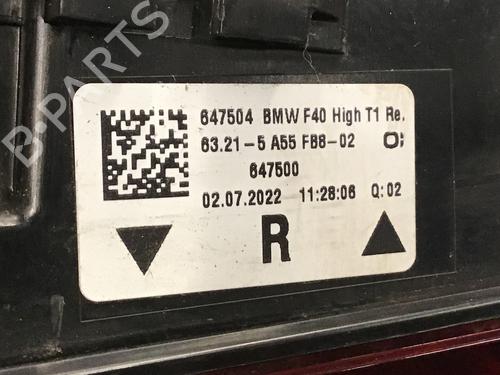 B-PARTS
647504 BMW F40 High T1 Re.
63.21-5 A55 FB8-02
647500
02.07.2022 11:28:06 Q:02
R